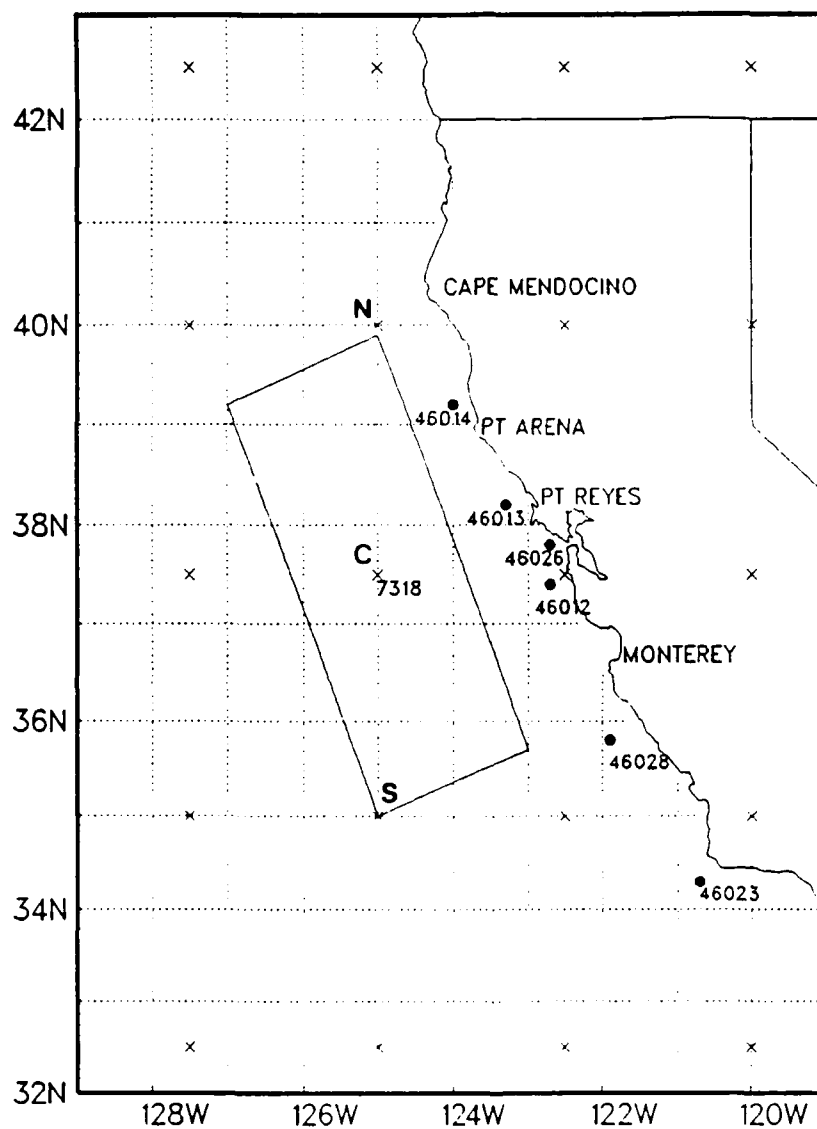 42N
CAPE MENDOCINO
N
40N
46014
PT ARENA
PT REYES
38N
46013
46026
C
7318
46012
MONTEREY
36N
46028
S
46023
34N
32N
128W
126W
124W
122W
120W